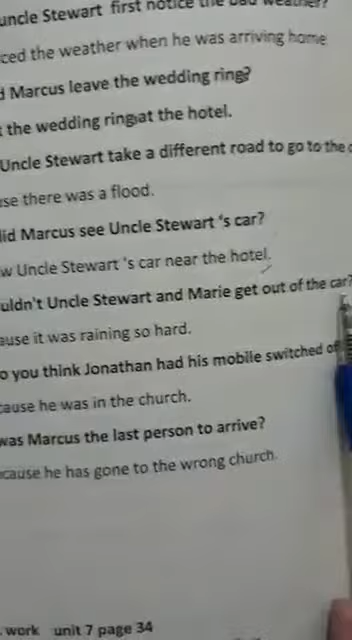 uncle Stewart first notice the bad weather?
ced the weather when he was arriving home
d Marcus leave the wedding ring?
the wedding ring at the hotel.
Uncle Stewart take a different road to go to the
use there was a flood.
did Marcus see Uncle Stewart 's car?
w Uncle Stewart 's car near the hotel.
uldn't Uncle Stewart and Marie get out of the car?
ause it was raining so hard.
o you think Jonathan had his mobile switched of
cause he was in the church.
was Marcus the last person to arrive?
cause he has gone to the wrong church.
work unit 7 page 34